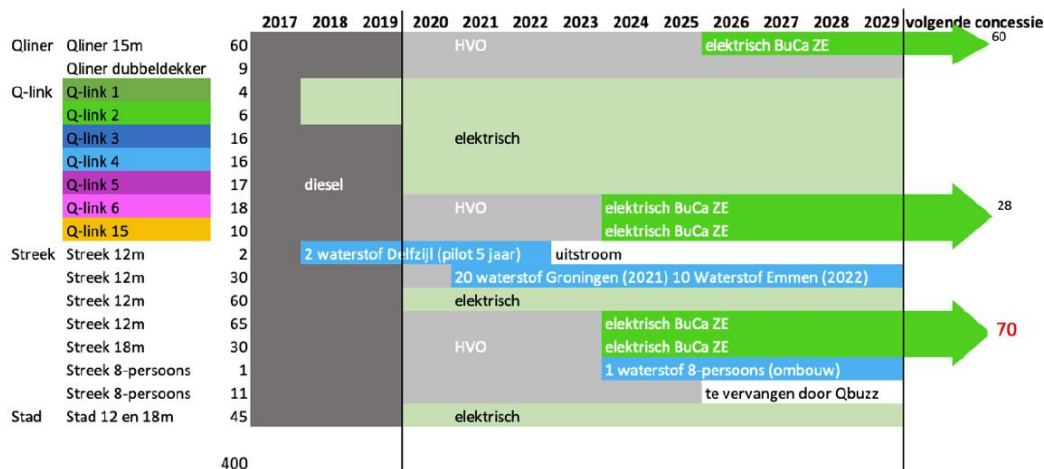 2017 2018 2019 2020 2021 2022 2023 2024 2025 2026 2027 2028 2029 volgende concessie
Qliner Qliner 15m 60 HVO elektrisch BuCa ZE 60
Qliner dubbeldekker 9
Q-link Q-link 1 4
Q-link 2 6
Q-link 3 16 elektrisch
Q-link 4 16
Q-link 5 17 diesel
Q-link 6 18 HVO elektrisch BuCa ZE 28
Q-link 15 10 elektrisch BuCa ZE
Streek Streek 12m 2 2 waterstof Delfzijl (pilot 5 jaar) uitstroom
Streek 12m 30 20 waterstof Groningen (2021) 10 Waterstof Emmen (2022)
Streek 12m 60 elektrisch
Streek 12m 65 elektrisch BuCa ZE 70
Streek 18m 30 HVO elektrisch BuCa ZE
Streek 8-persoons 1 1 waterstof 8-persons (ombouw)
Streek 8-persoons 11 te vervangen door Qbuzz
Stad Stad 12 en 18m 45 elektrisch
400